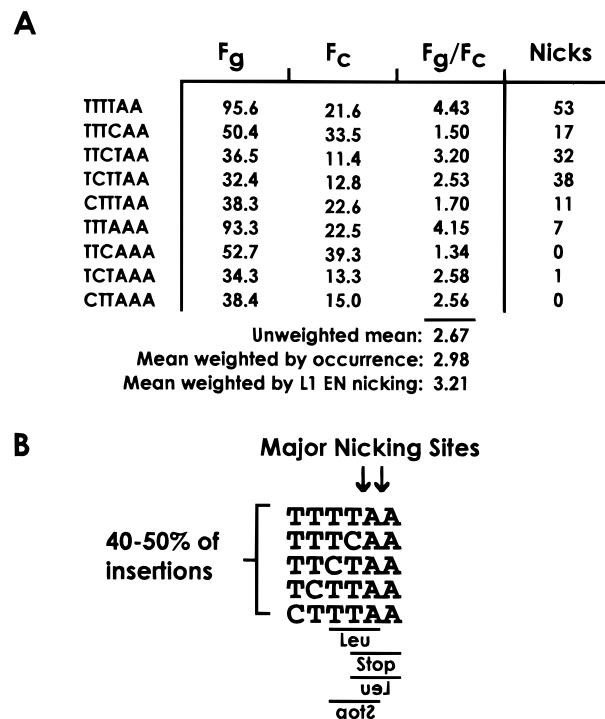 A
Fg Fc Fg/Fc Nicks
TTTTAA 95.6 21.6 4.43 53
TTTCAA 50.4 33.5 1.50 17
TTCTAA 36.5 11.4 3.20 32
TCTTAA 32.4 12.8 2.53 38
CTTTAA 38.3 22.6 1.70 11
TTTAAA 93.3 22.5 4.15 7
TTCAAA 52.7 39.3 1.34 0
TCTAAA 34.3 13.3 2.58 1
CTTAAA 38.4 15.0 2.56 0
Unweighted mean: 2.67
Mean weighted by occurrence: 2.98
Mean weighted by L1 EN nicking: 3.21
B
Major Nicking Sites
40-50% of
insertions
TTTTAA
TTTCAA
TTCTAA
TCTTAA
CTTTAA
Leu
Stop
Leu
Stop